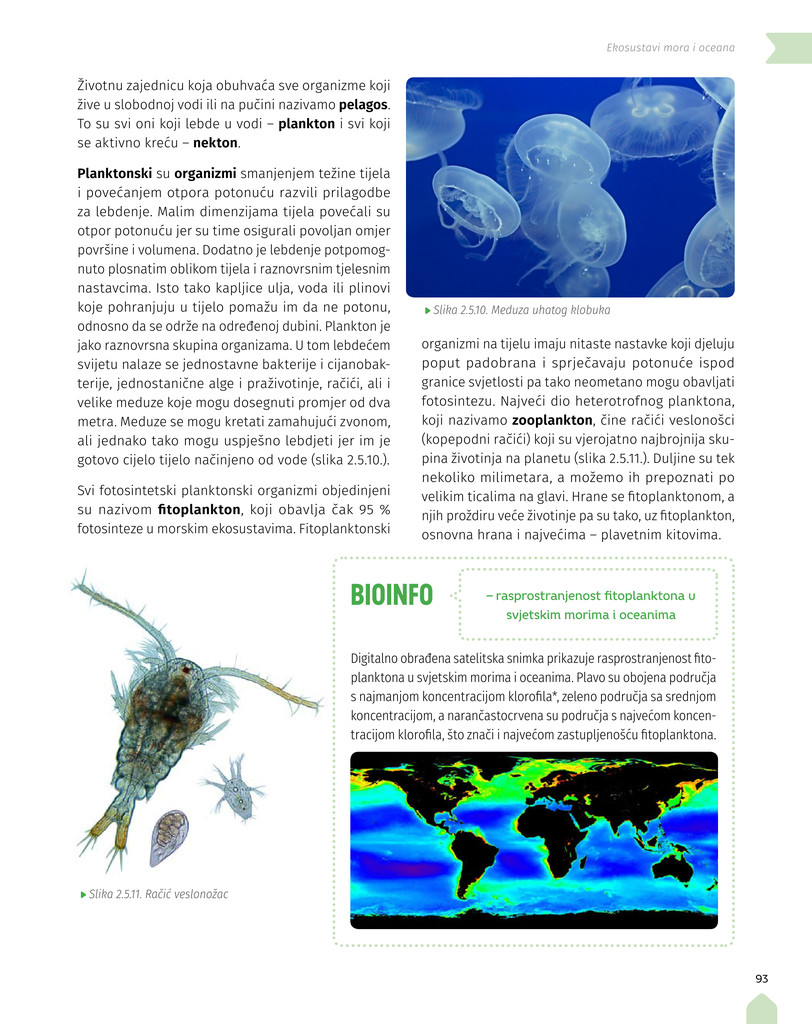 Ekosustavi mora i oceana
Životnu zajednicu koja obuhvaća sve organizme koji
žive u slobodnoj vodi ili na pučini nazivamo pelagos.
To su svi oni koji lebde u vodi – plankton i svi koji
se aktivno kreću – nekton.
Planktonski su organizmi smanjenjem težine tijela
i povećanjem otpora potonuću razvili prilagodbe
za lebdenje. Malim dimenzijama tijela povećali su
otpor potonuću jer su time osigurali povoljan omjer
površine i volumena. Dodatno je lebdenje potpomog-
nuto plosnatim oblikom tijela i raznovrsnim tjelesnim
nastavcima. Isto tako kapljice ulja, voda ili plinovi
koje pohranjuju u tijelo pomažu im da ne potonu,
odnosno da se održe na određenoj dubini. Plankton je
jako raznovrsna skupina organizama. U tom lebdećem
svijetu nalaze se jednostavne bakterije i cijanobak-
terije, jednostanične alge i praživotinje, račići, ali i
velike meduze koje mogu dosegnuti promjer od dva
metra. Meduze se mogu kretati zamahujući zvonom,
ali jednako tako mogu uspješno lebdjeti jer im je
gotovo cijelo tijelo načinjeno od vode (slika 2.5.10.).
Svi fotosintetski planktonski organizmi objedinjeni
su nazivom fitoplankton, koji obavlja čak 95 %
fotosinteze u morskim ekosustavima. Fitoplanktonski
Slika 2.5.10. Meduza uhatog klobuka
organizmi na tijelu imaju nitaste nastavke koji djeluju
poput padobrana i sprječavaju potonuće ispod
granice svjetlosti pa tako neometano mogu obavljati
fotosintezu. Najveći dio heterotrofnog planktona,
koji nazivamo zooplankton, čine račići veslonošci
(kopepodni račići) koji su vjerojatno najbrojnija sku-
pina životinja na planetu (slika 2.5.11.). Duljine su tek
nekoliko milimetara, a možemo ih prepoznati po
velikim ticalima na glavi. Hrane se fitoplanktonom, a
njih proždiru veće životinje pa su tako, uz fitoplankton,
osnovna hrana i najvećima – plavetnim kitovima.
Slika 2.5.11. Račić veslonožac
BIOINFO
– rasprostranjenost fitoplanktona u
svjetskim morima i oceanima
Digitalno obrađena satelitska snimka prikazuje rasprostranjenost fito-
planktona u svjetskim morima i oceanima. Plavo su obojena područja
s najmanjom koncentracijom klorofila*, zeleno područja sa srednjom
koncentracijom, a narančastocrvena su područja s najvećom koncen-
tracijom klorofila, što znači i najvećom zastupljenošću fitoplanktona.
93